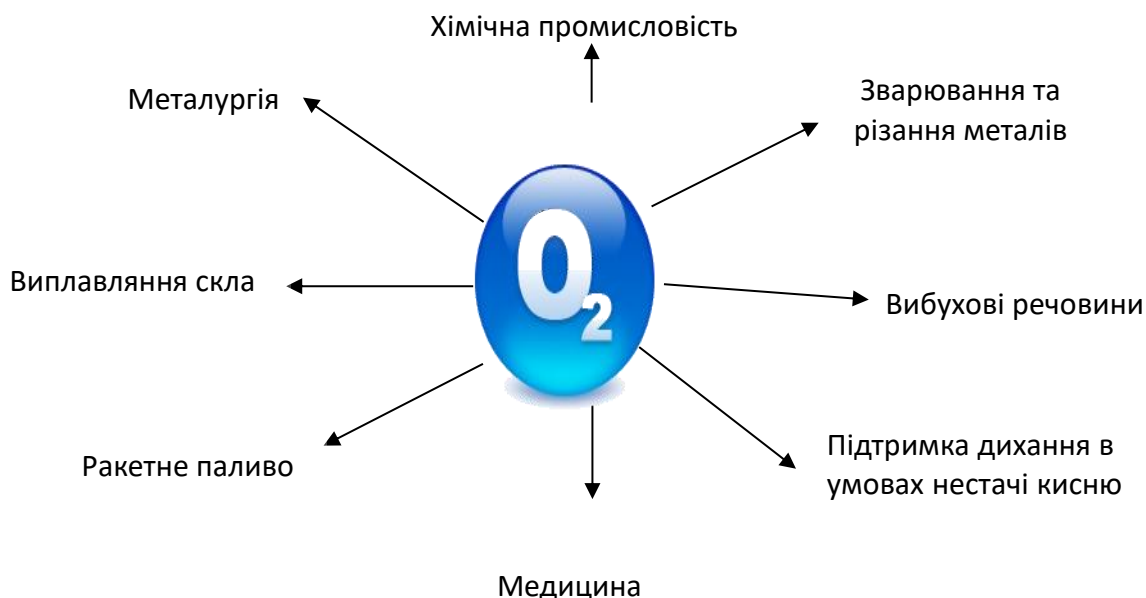 Хімічна промисловість
Металургія
Зварювання та
різання металів
O2
Виплавляння скла
Вибухові речовини
Ракетне паливо
Підтримка дихання в
умовах нестачі кисню
Медицина